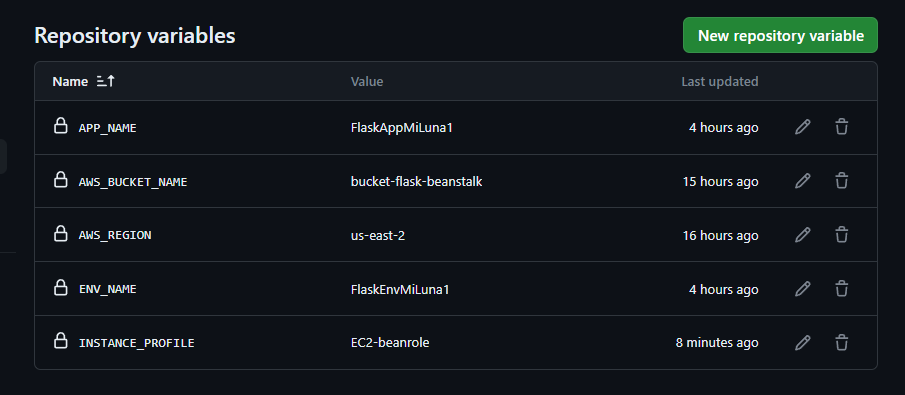 Repository variables
New repository variable
Name Value Last updated
APP_NAME FlaskAppMiLuna1 4 hours ago
AWS_BUCKET_NAME bucket-flask-beanstalk 15 hours ago
AWS_REGION us-east-2 16 hours ago
ENV_NAME FlaskEnvMiLuna1 4 hours ago
INSTANCE_PROFILE EC2-beanrole 8 minutes ago